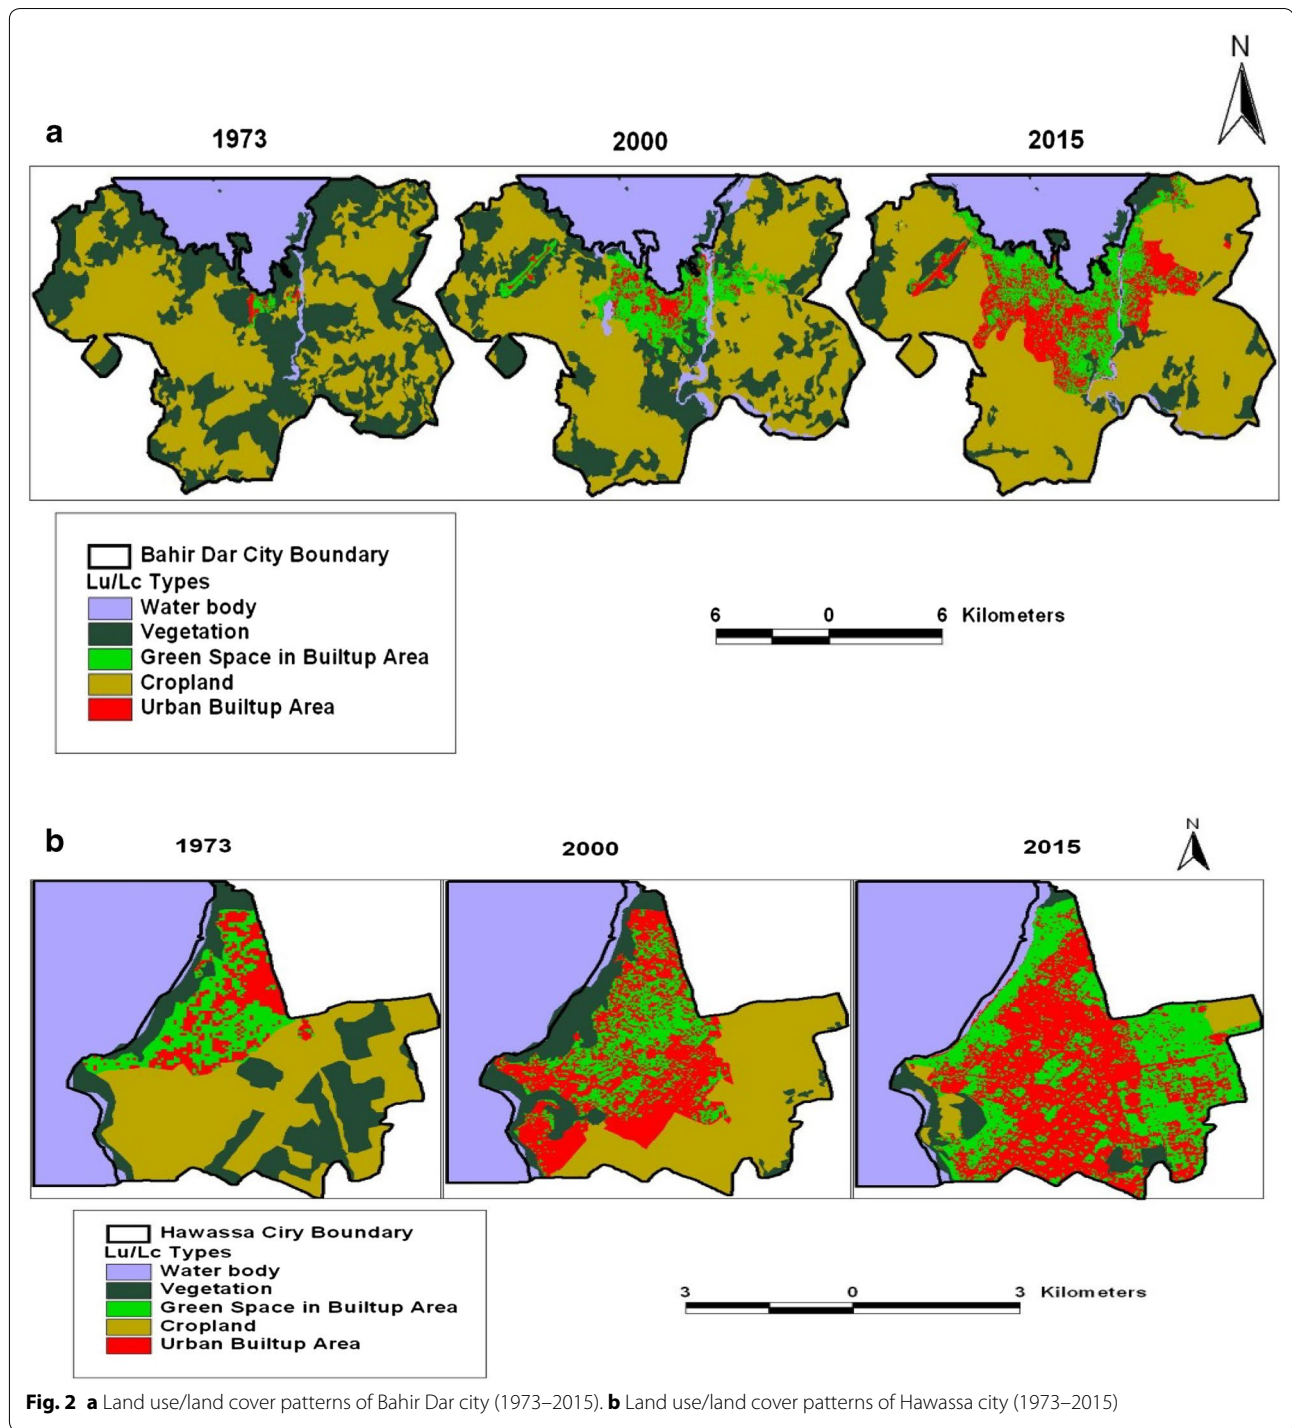 N
a
1973
2000
2015
Bahir Dar City Boundary
Lu/Lc Types
Water body
Vegetation
Green Space in Builtup Area
Cropland
Urban Builtup Area
6 0 6 Kilometers
b
1973
2000
2015
N
Hawassa Ciry Boundary
Lu/Lc Types
Water body
Vegetation
Green Space in Builtup Area
Cropland
Urban Builtup Area
3 0 3 Kilometers
Fig. 2 a Land use/land cover patterns of Bahir Dar city (1973–2015). b Land use/land cover patterns of Hawassa city (1973–2015)